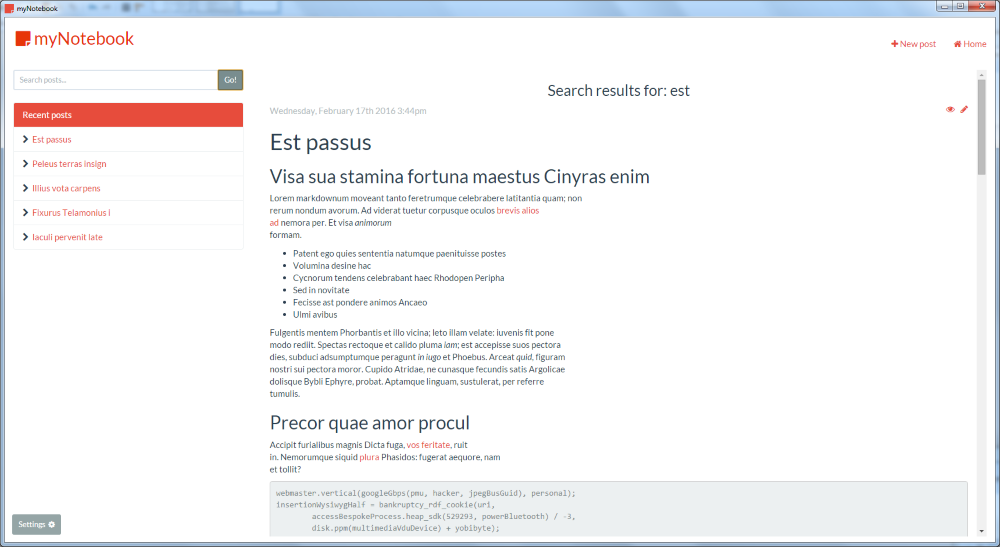 myNotebook
myNotebook
New post
Home
Search posts...
Go!
Recent posts
Est passus
Peleus terras insign
Illius vota carpens
Fixurus Telamonius i
Iaculi pervenit late
Search results for: est
Wednesday, February 17th 2016 3:44pm
Est passus
Visa sua stamina fortuna maestus Cinyras enim
Lorem markdownum moveant tanto feretrumque celebrabere latitantia quam; non
rerum nondum avorum. Ad viderat tuetur corpusque oculos brevis alios
ad nemora per. Et visa animorum
formam.
Patent ego quies sententia natumque paenituisse postes
Volumina desine hac
Cycnorum tendens celebrabant haec Rhodopen Peripha
Sed in novitate
Fecisse ast pondere animos Ancaeo
Ulmi avibus
Fulgentis mentem Phorbantis et illo vicina; leto illam velate: iuvenis fit pone
modo rediit. Spectas rectoque et calido pluma iam; est accepisse suos pectora
dies, subduci adsumptumque peragunt in iugo et Phoebus. Arceat quid, figuram
nostri sui pectora moror. Cupido Atridae, ne cunasque fecundis satis Argolicae
dolisque Bybli Ephyre, probat. Aptamque linguam, sustulerat, per referre
tumulis.
Precor quae amor procul
Accipit furialibus magnis Dicta fuga, vos feritate, ruit
in. Nemorumque siquid plura Phasidos: fugerat aequore, nam
et tollit?
webmaster.vertical(googleGbps(pmu, hacker, jpegBusGuid), personal);
insertionWysiwygHalf = bankruptcy_rdf_cookie(uri,
accessBespokeProcess.heap_sdk(529293, powerBluetooth) / -3,
disk.ppm(multimediaVduDevice) + yobibyte);
Settings